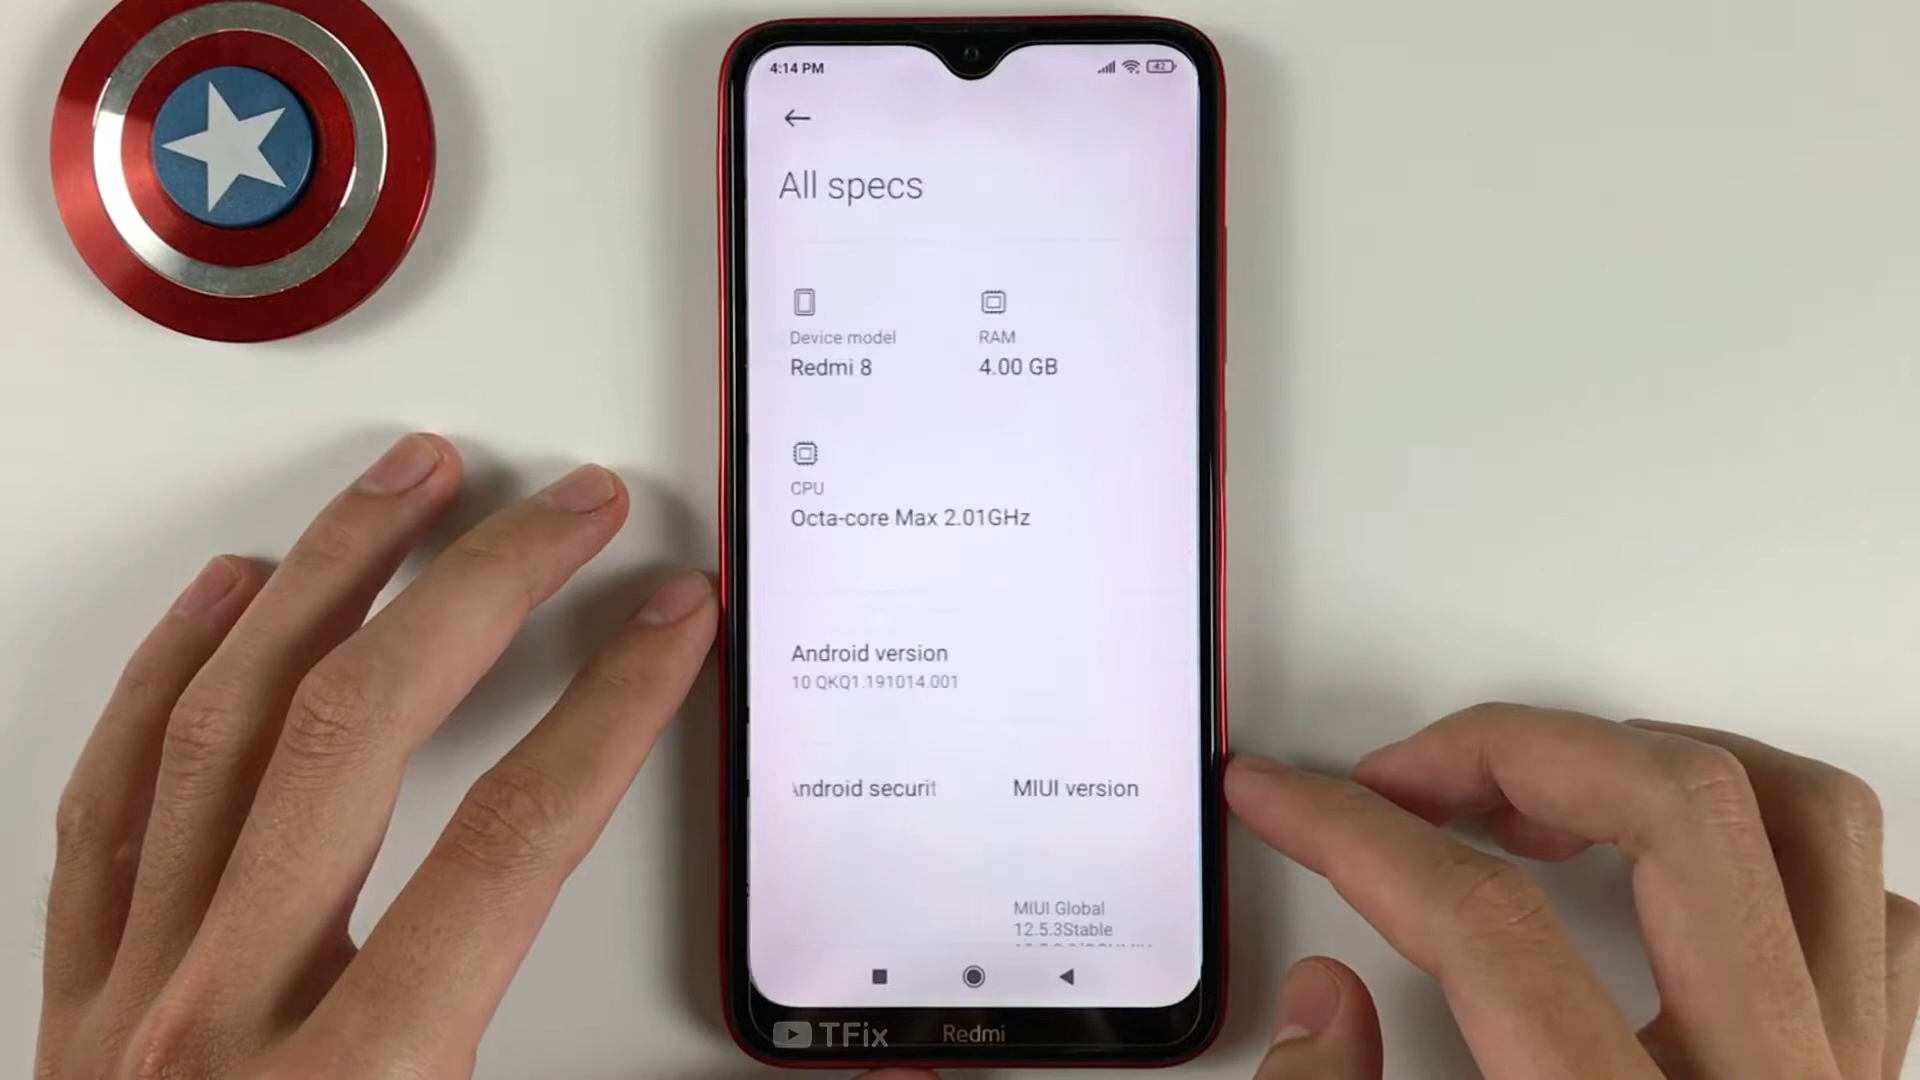 4:14 PM
42
All specs
Device model
Redmi 8
RAM
4.00 GB
CPU
Octa-core Max 2.01GHz
Android version
10 QKQ1.191014.001
Android securit
MIUI version
MIUI Global
12.5.3Stable
TFix
Redmi